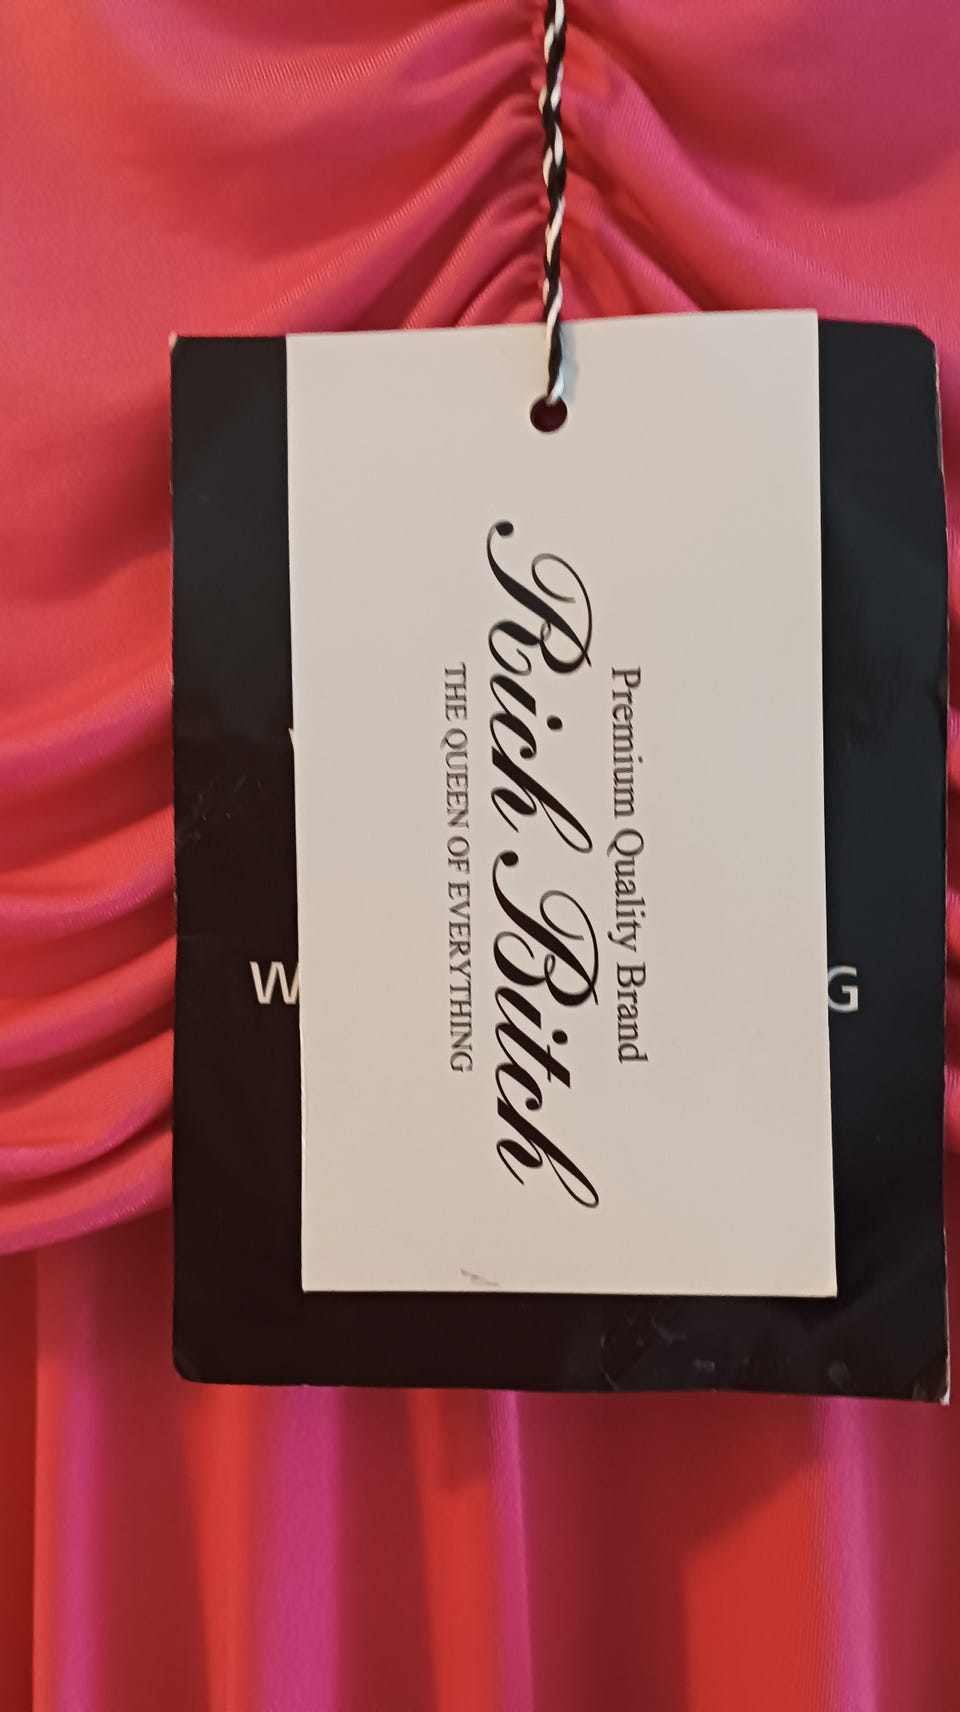 Premium Quality Brand
Rich Bitch
THE QUEEN OF EVERYTHING
W
G